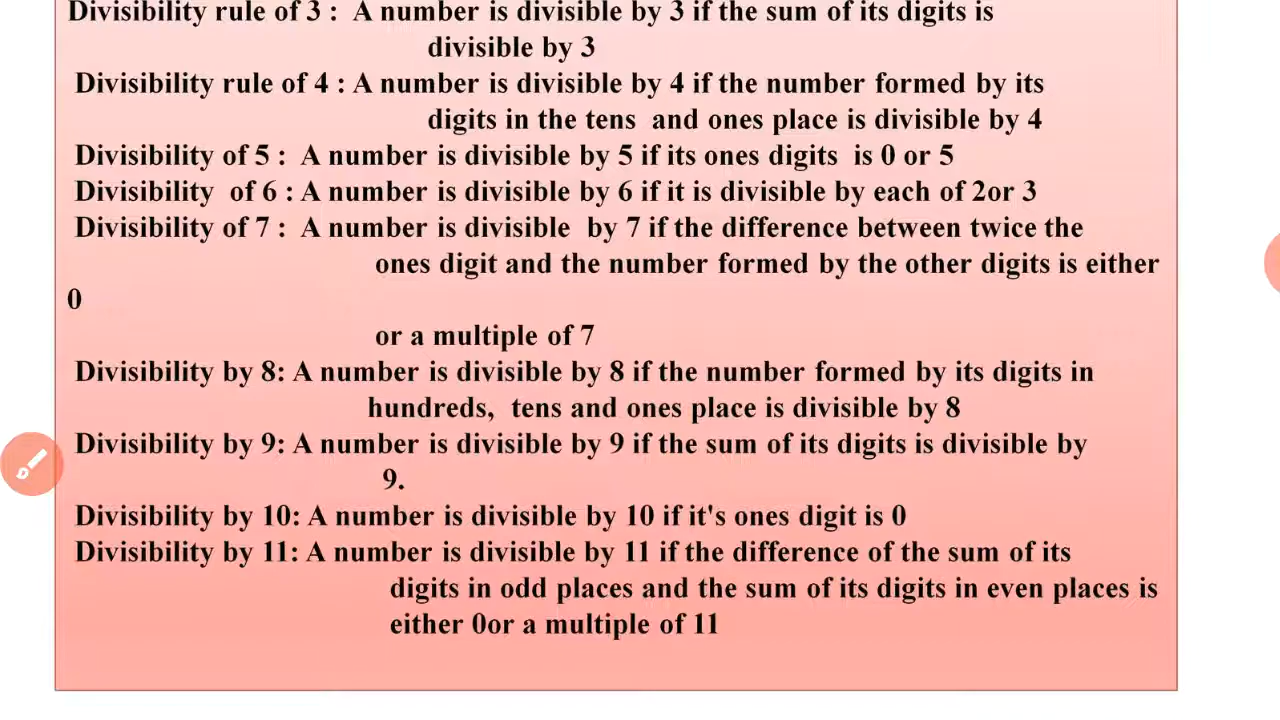 Divisibility rule of 3 : A number is divisible by 3 if the sum of its digits is
divisible by 3
Divisibility rule of 4 : A number is divisible by 4 if the number formed by its
digits in the tens and ones place is divisible by 4
Divisibility of 5 : A number is divisible by 5 if its ones digits is 0 or 5
Divisibility of 6 : A number is divisible by 6 if it is divisible by each of 2or 3
Divisibility of 7 : A number is divisible by 7 if the difference between twice the
ones digit and the number formed by the other digits is either
0
or a multiple of 7
Divisibility by 8: A number is divisible by 8 if the number formed by its digits in
hundreds, tens and ones place is divisible by 8
Divisibility by 9: A number is divisible by 9 if the sum of its digits is divisible by
9.
Divisibility by 10: A number is divisible by 10 if it's ones digit is 0
Divisibility by 11: A number is divisible by 11 if the difference of the sum of its
digits in odd places and the sum of its digits in even places is
either 0or a multiple of 11